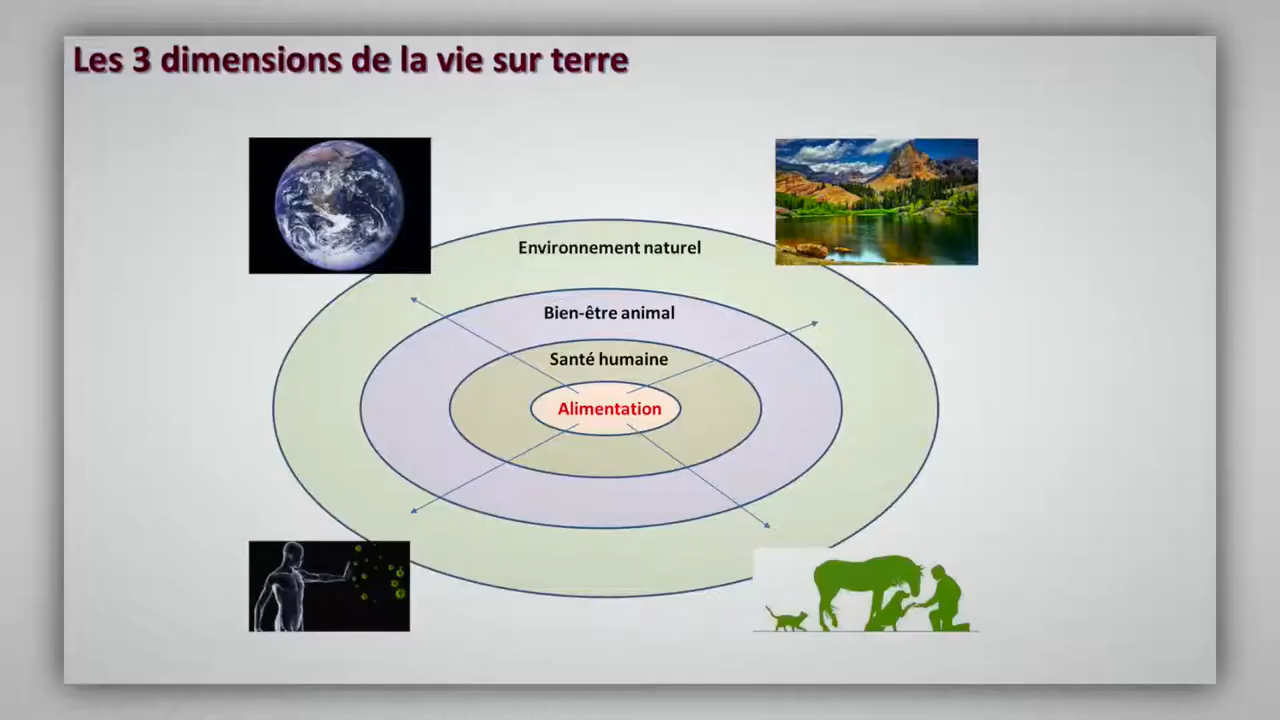 Les 3 dimensions de la vie sur terre
Environnement naturel
Bien-être animal
Santé humaine
Alimentation